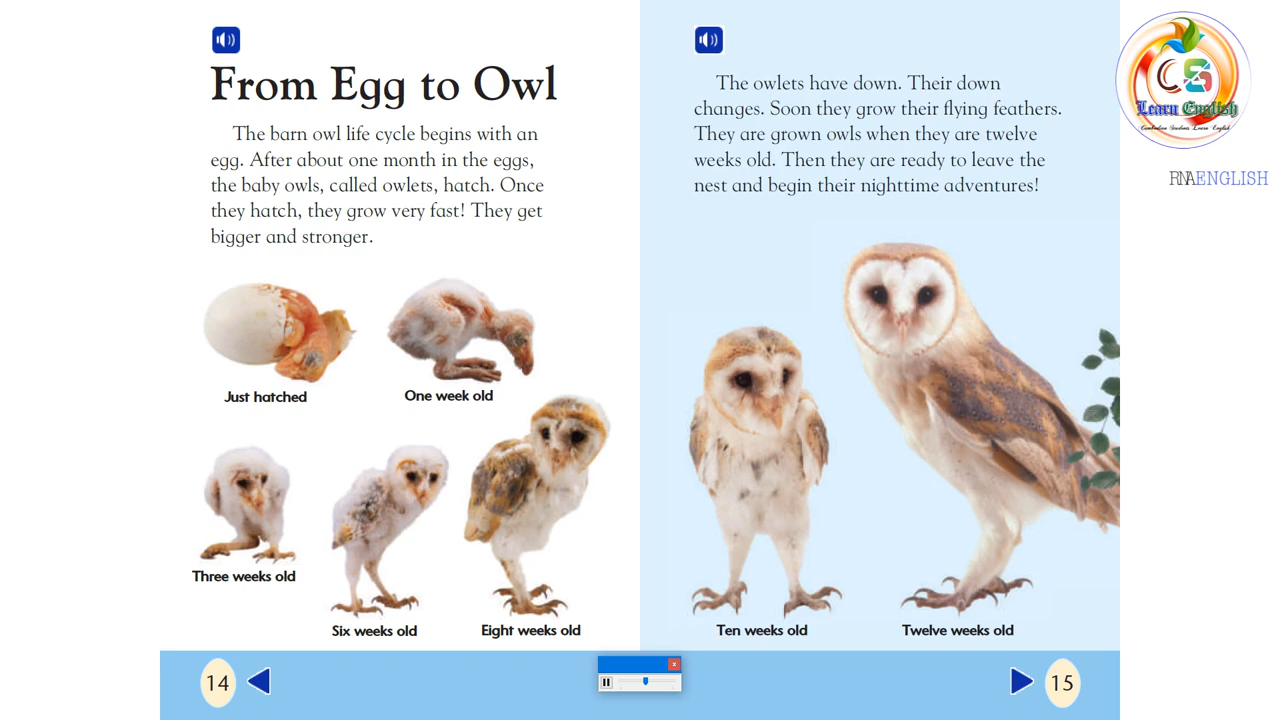 From Egg to Owl
The barn owl life cycle begins with an
egg. After about one month in the eggs,
the baby owls, called owlets, hatch. Once
they hatch, they grow very fast! They get
bigger and stronger.
Just hatched
One week old
Three weeks old
Six weeks old
Eight weeks old
14
The owlets have down. Their down
changes. Soon they grow their flying feathers.
They are grown owls when they are twelve
weeks old. Then they are ready to leave the
nest and begin their nighttime adventures!
Ten weeks old
Twelve weeks old
15
x
CS
Learn English
Cambodian Students Learn English
RNAENGLISH